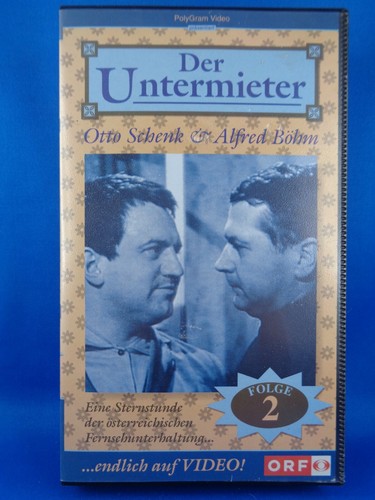 PolyGram Video
Der
Untermieter
Otto Schenk & Alfred Böhm
FOLGE
2
Eine Sternstunde
der österreichischen
Fernsehunterhaltung...
...endlich auf VIDEO!
ORF